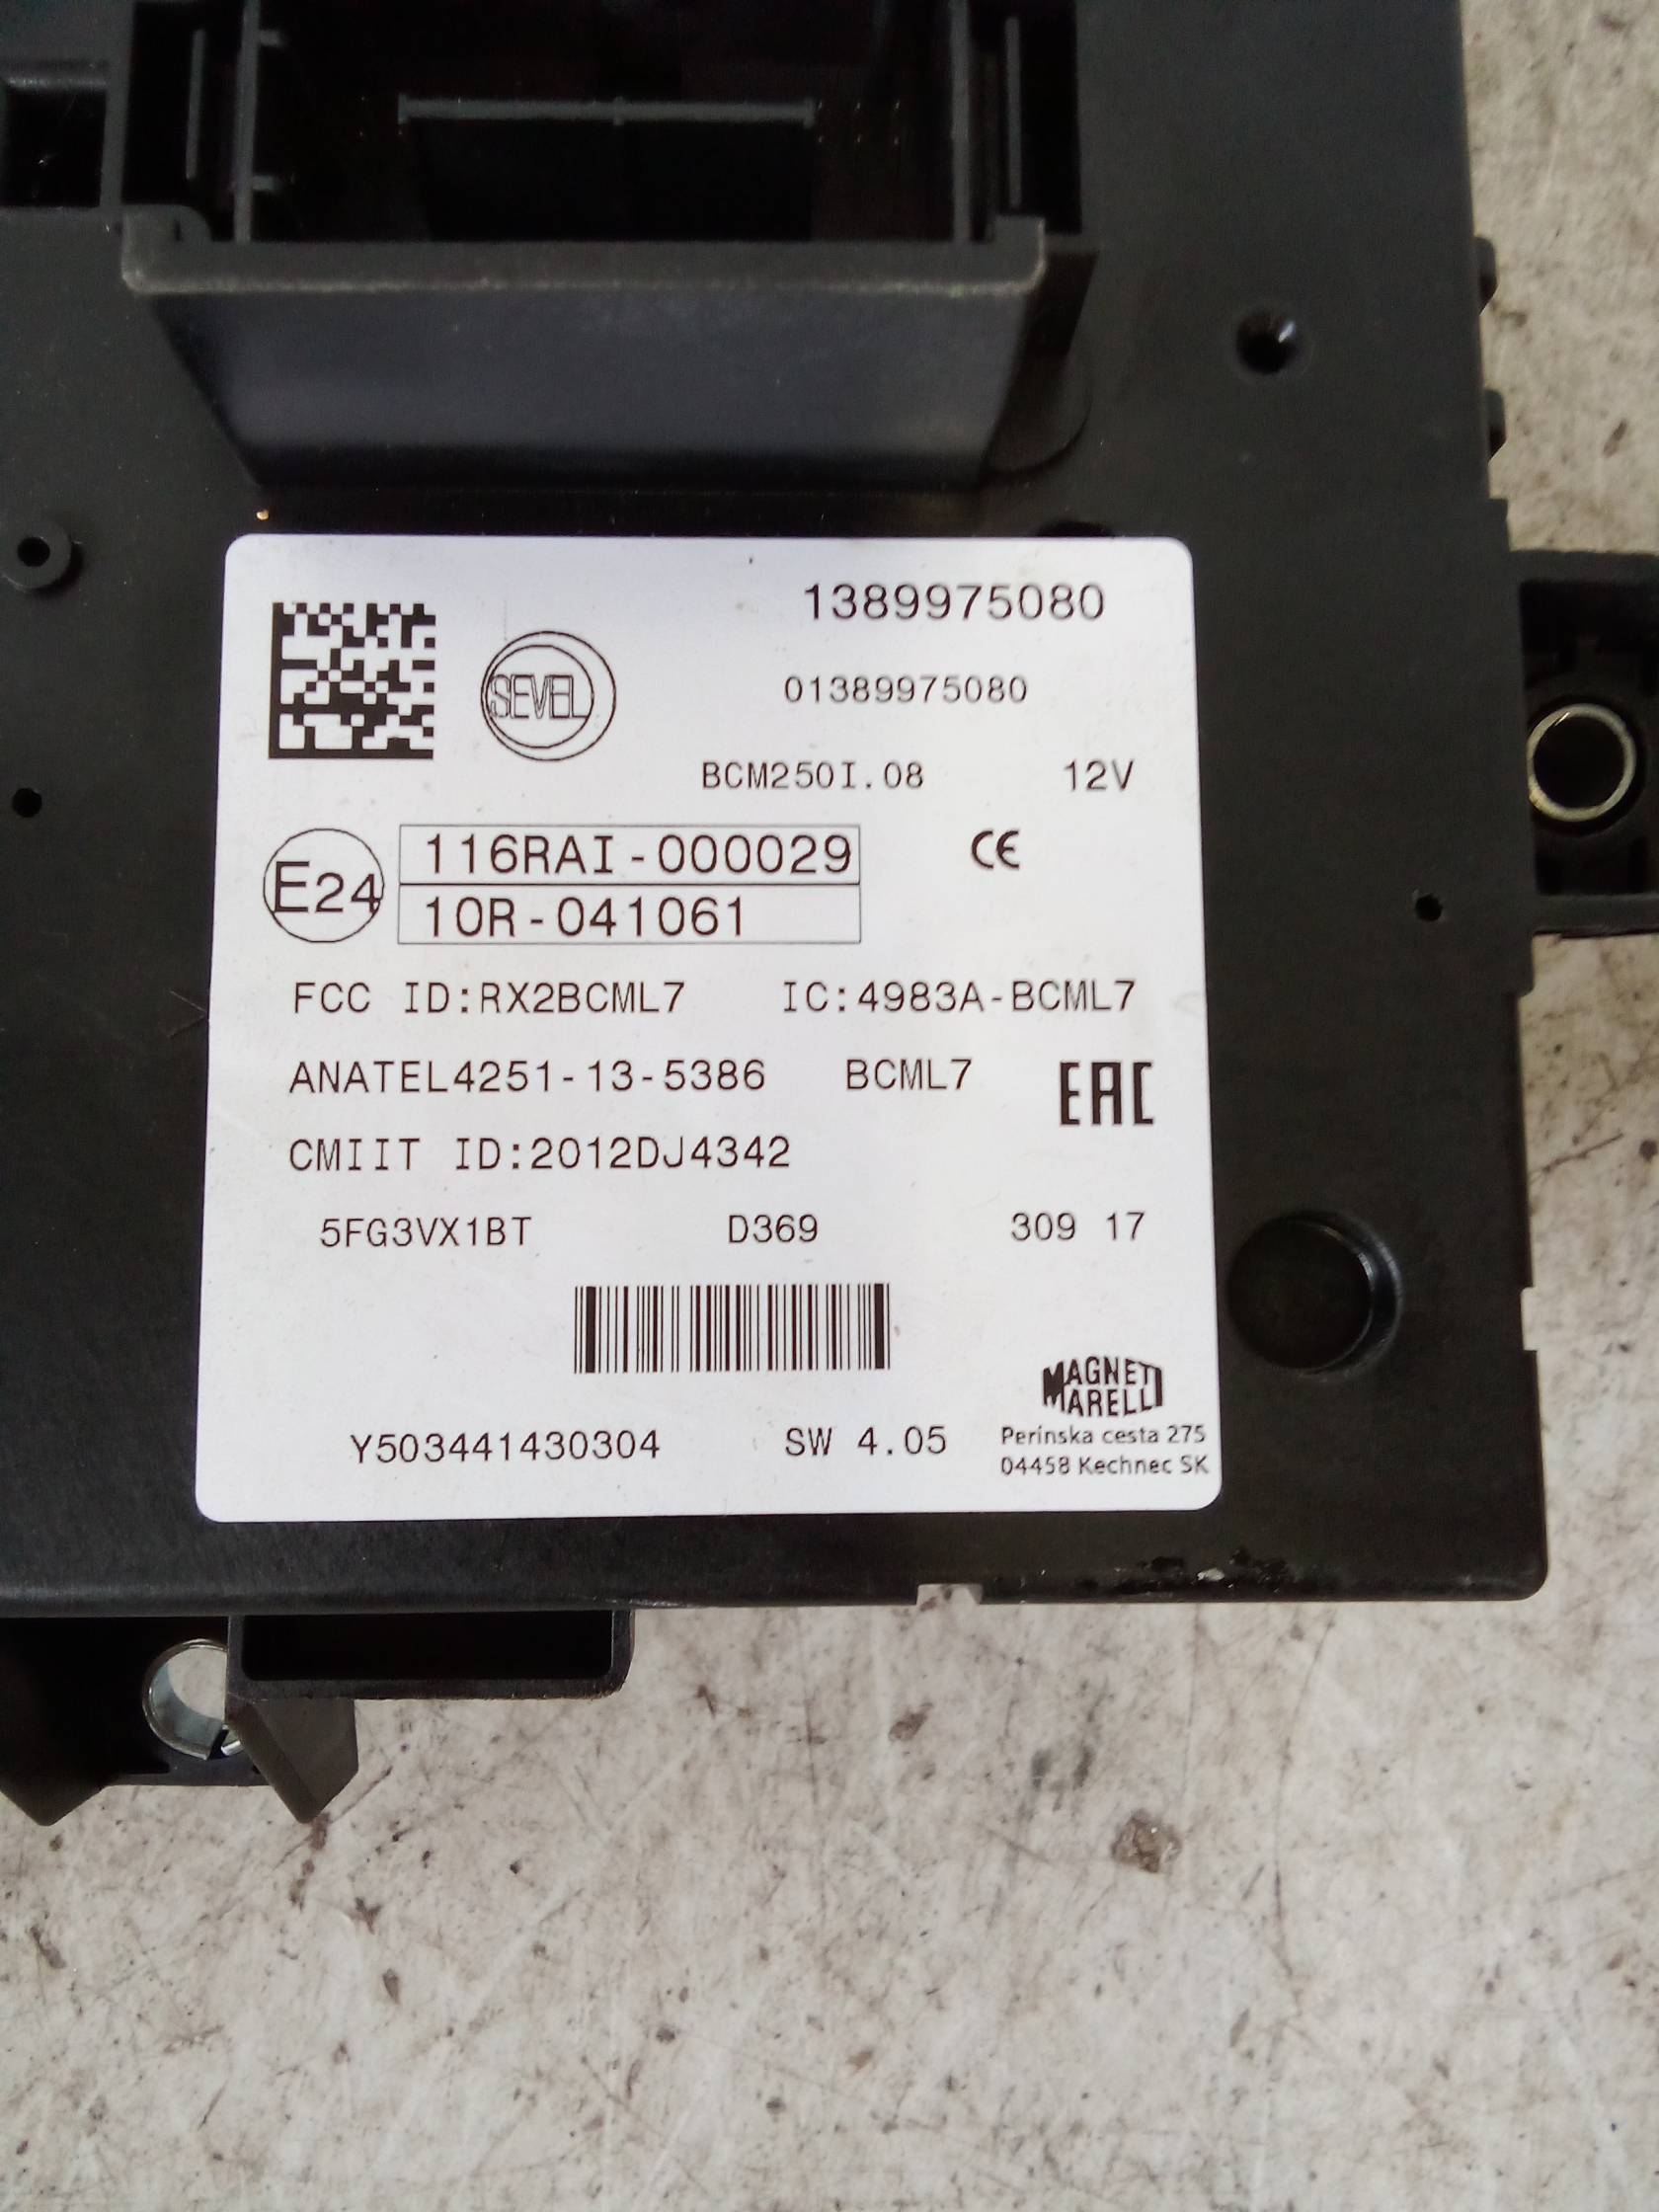 1389975080
SEVEL
01389975080
BCM250I.08 12V
E24
116RAI-000029
CE
10R-041061
FCC ID:RX2BCML7 IC:4983A-BCML7
ANATEL4251-13-5386 BCML7 EAC
CMIIT ID:2012DJ4342
5FG3VX1BT D369 309 17
MAGNETI
MARELLI
Perinska cesta 275
Y503441430304 SW 4.05
04458 Kechnec SK